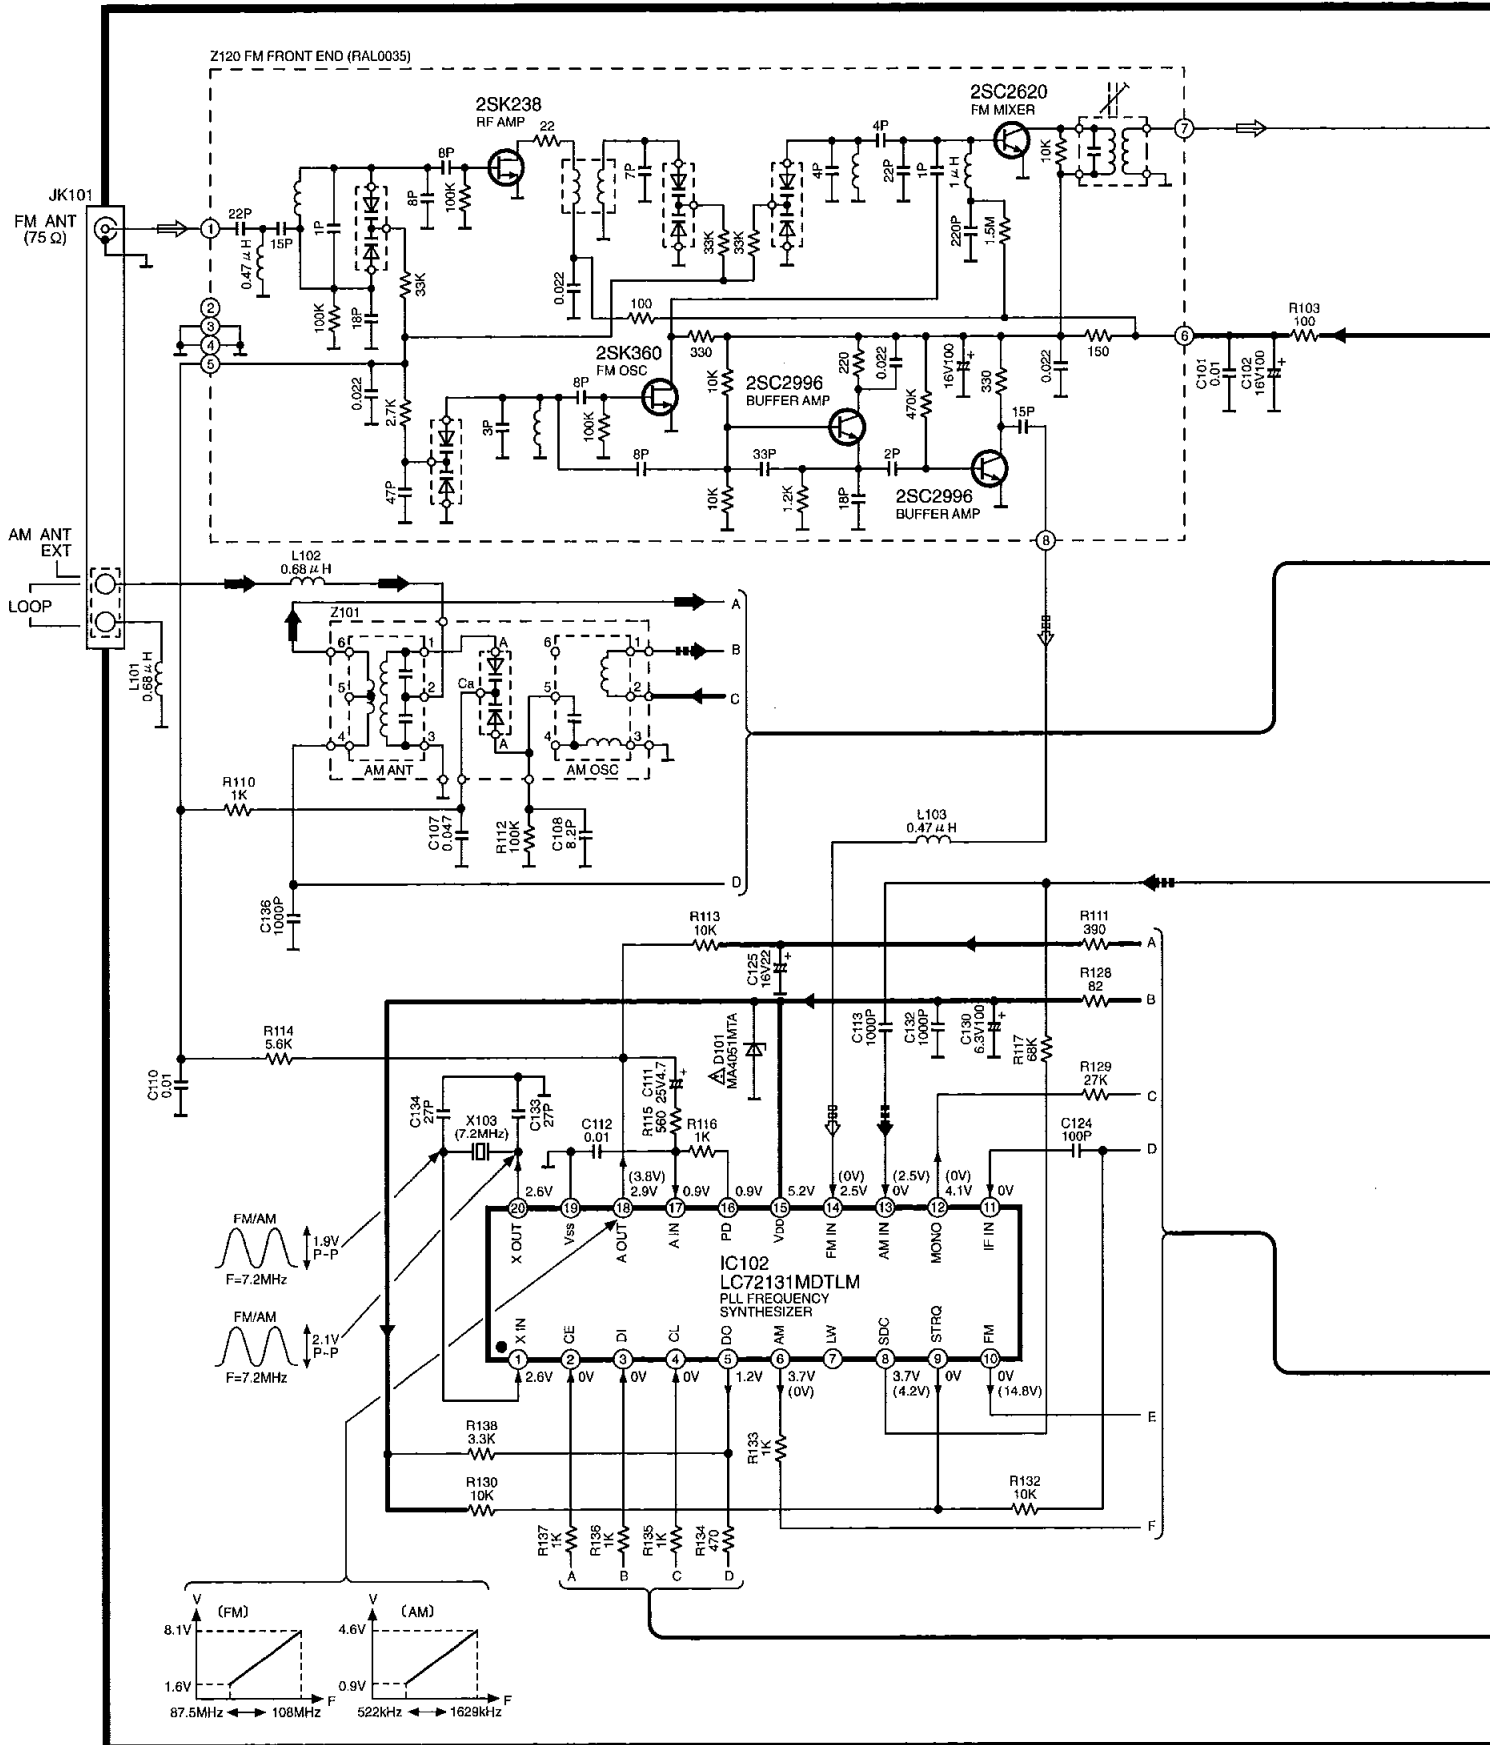 Z120 FM FRONT END (RAL0035)
2SK238
RF AMP
22
2SC2620
FM MIXER
4P
10K
7
8P
7P
4P
22P
1P
1μH
JK101
FM ANT
(75 Ω)
1
22P
15P
0.47μH
1P
8P
100K
33K
33K
220P
1.5M
33K
100K
18P
0.022
100
2
3
4
5
R103
100
6
330
150
2SK360
FM OSC
0.022
2.7K
8P
10K
220
0.022
16V100
+
330
0.022
C101
0.01
C102
16V100
+
2SC2996
BUFFER AMP
470K
3P
100K
15P
8P
33P
2P
47P
10K
1.2K
18P
2SC2996
BUFFER AMP
8
AM ANT
EXT
LOOP
L102
0.68μH
A
Z101
6
1
A
6
1
B
L101
0.68μH
5
2
Ca
5
2
C
4
3
A
4
3
AM ANT
AM OSC
R110
1K
C107
0.047
R112
100K
C108
8.2P
L103
0.47μH
D
C136
1000P
R113
10K
R111
390
A
C125
16V22
+
R128
82
B
R114
5.6K
C110
0.01
C134
27P
C133
27P
X103
(7.2MHz)
C111
25V4.7
+
R115
560
D101
MA4051MTA
C113
1000P
C132
1000P
C130
6.3V100
+
R117
68K
R129
27K
C
C112
0.01
R116
1K
C124
100P
D
2.6V
(3.8V)
2.9V
0.9V
0.9V
5.2V
(0V)
2.5V
(2.5V)
0V
(0V)
4.1V
0V
20
19
18
17
16
15
14
13
12
11
X OUT
Vss
A OUT
A IN
PD
VDD
FM IN
AM IN
MONO
IF IN
FM/AM
1.9V
P-P
F=7.2MHz
IC102
LC72131MDTLM
PLL FREQUENCY
SYNTHESIZER
FM/AM
2.1V
P-P
F=7.2MHz
X IN
CE
DI
CL
DO
AM
LW
SDC
STRQ
FM
1
2
3
4
5
6
7
8
9
10
2.6V
0V
0V
0V
1.2V
3.7V
(0V)
3.7V
(4.2V)
0V
0V
(14.8V)
E
R138
3.3K
R133
1K
R130
10K
R132
10K
F
R137
1K
R136
1K
R135
1K
R134
470
A
B
C
D
V
(FM)
8.1V
1.6V
F
87.5MHz
108MHz
V
(AM)
4.6V
0.9V
F
522kHz
1629kHz